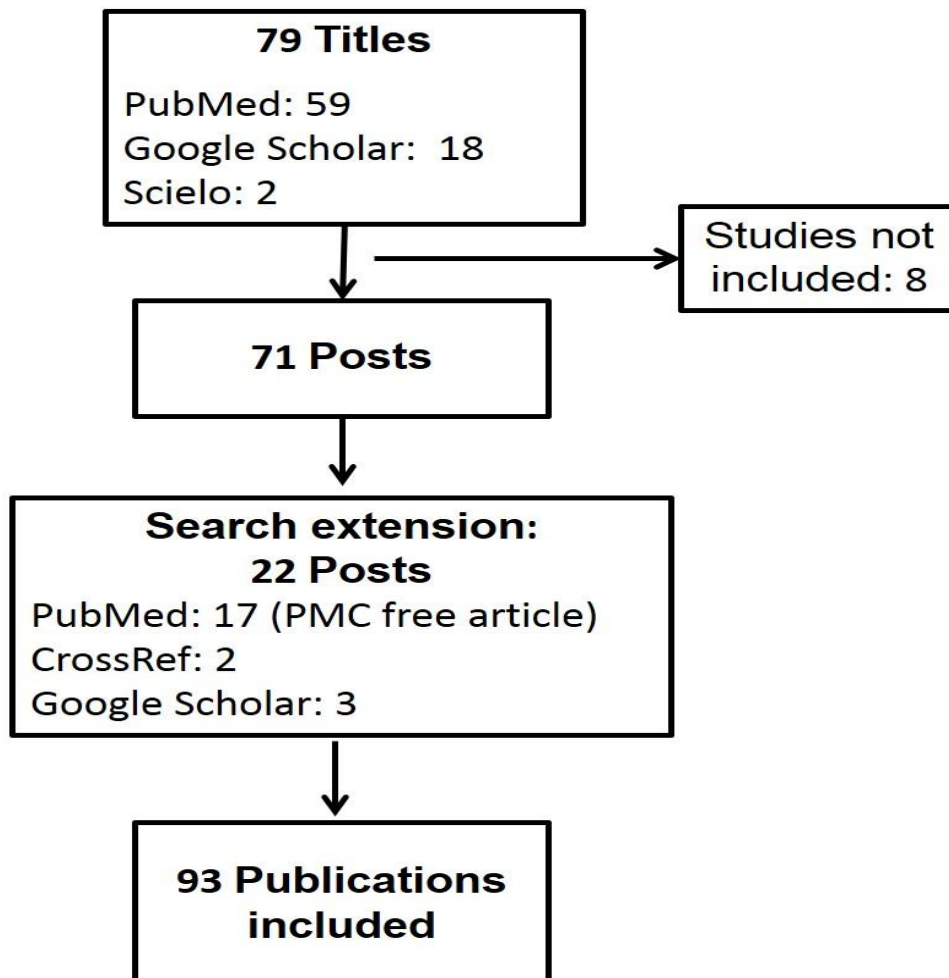 79 Titles
PubMed: 59
Google Scholar: 18
Scielo: 2
Studies not
included: 8
71 Posts
Search extension:
22 Posts
PubMed: 17 (PMC free article)
CrossRef: 2
Google Scholar: 3
93 Publications
included